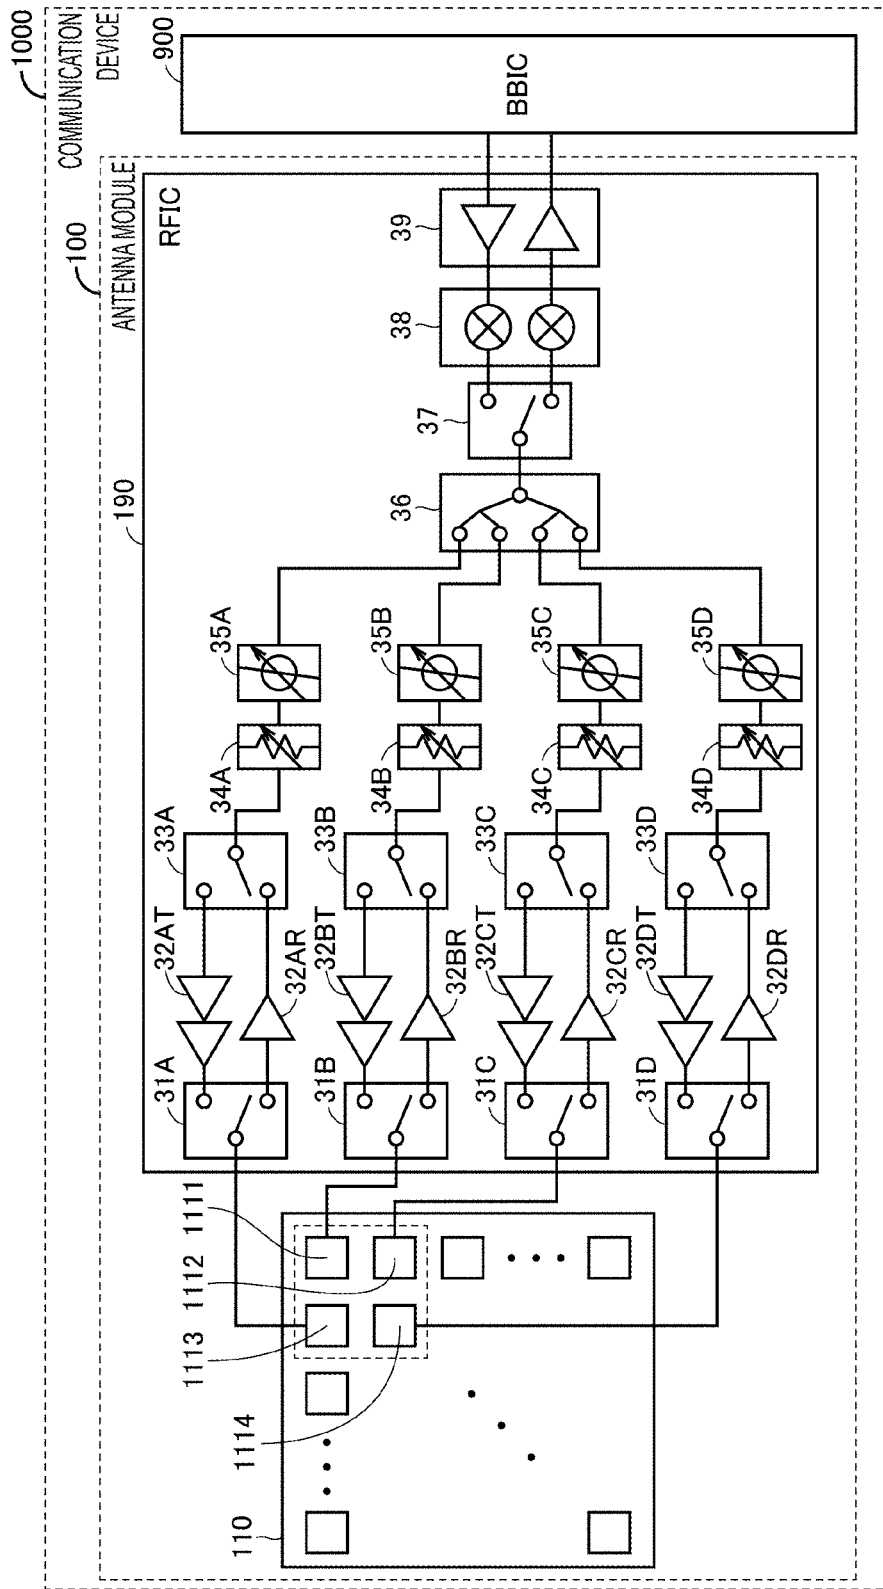 1000
COMMUNICATION
DEVICE
900
BBIC
100
ANTENNA MODULE
RFIC
190
39
38
37
36
35A
35B
35C
35D
34A
34B
34C
34D
33A
33B
33C
33D
32AT
32AR
32BT
32BR
32CT
32CR
32DT
32DR
31A
31B
31C
31D
1111
1112
1113
1114
110